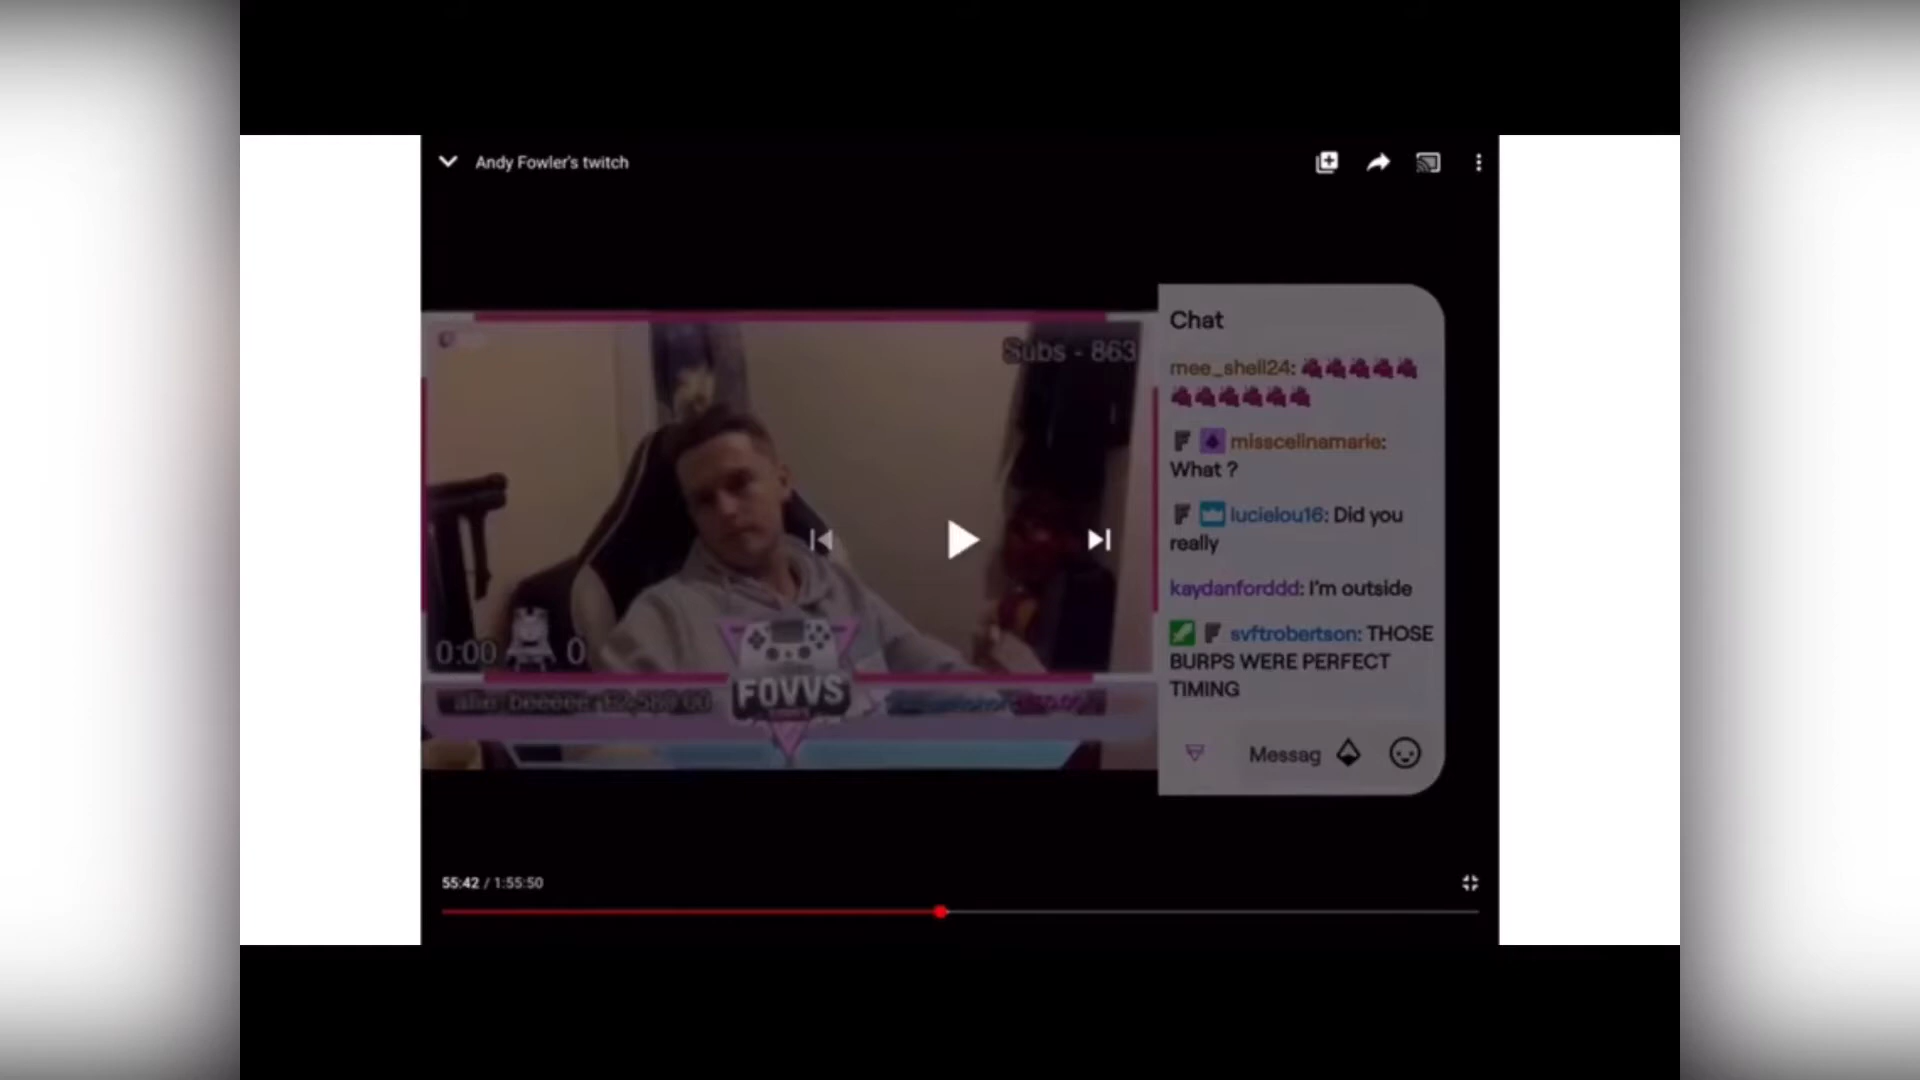 Andy Fowler's twitch
Subs - 863
0:00 0
FOVVS
Chat
mee_shell24:
misscelinamarie:
What ?
lucielou16: Did you
really
kaydanforddd: I'm outside
svftrobertson: THOSE
BURPS WERE PERFECT
TIMING
Messag
55:42 / 1:55:50